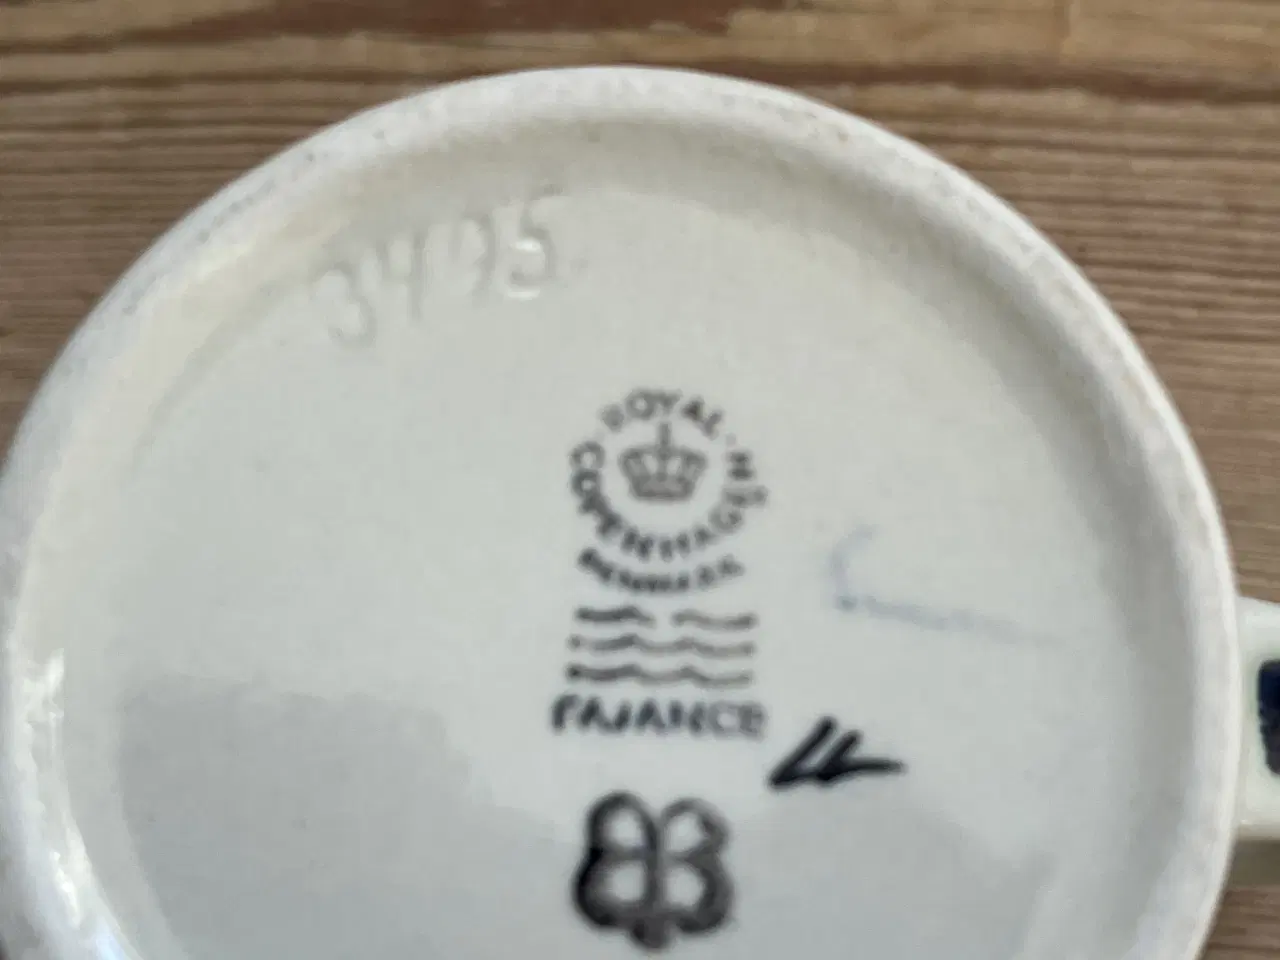 3495
ROYAL
COPENHAGEN
DENMARK
FAJANCE